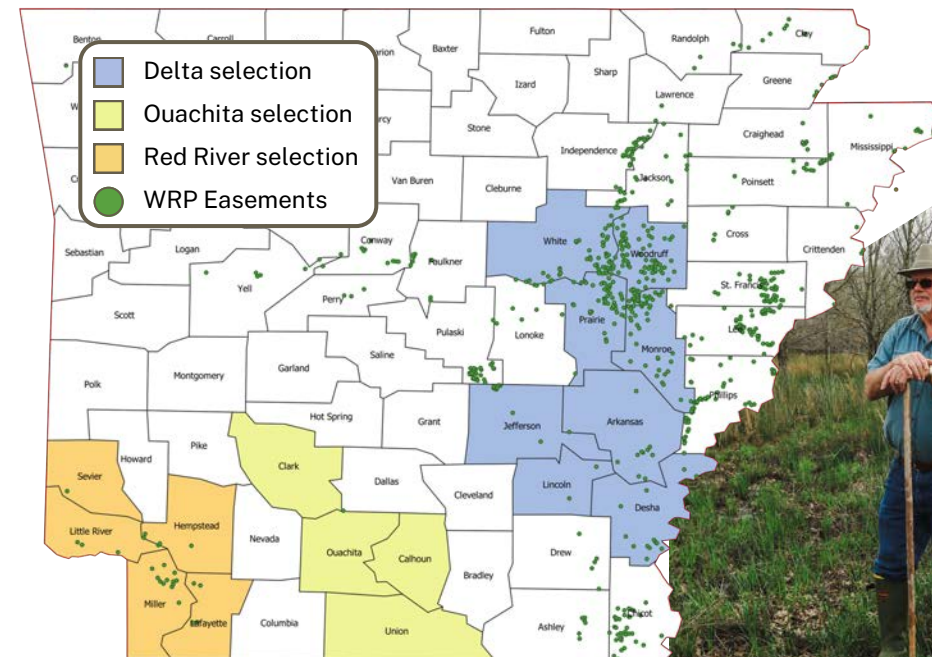 Fulton
Randolph
Clay
Benton
Carroll
Baxter
Sharp
Izard
Greene
Lawrence
Delta selection
Ouachita selection
Red River selection
WRP Easements
Stone
Craighead
Mississippi
Independence
Jackson
Poinsett
Van Buren
Cleburne
Cross
Crittenden
Sebastian
Logan
Conway
Faulkner
White
Woodruff
Yell
Perry
St. Francis
Scott
Pulaski
Lonoke
Prairie
Lee
Saline
Monroe
Polk
Montgomery
Garland
Phillips
Hot Spring
Grant
Jefferson
Arkansas
Howard
Pike
Clark
Dallas
Sevier
Cleveland
Lincoln
Desha
Little River
Hempstead
Nevada
Ouachita
Calhoun
Drew
Bradley
Miller
Lafayette
Columbia
Union
Ashley
Chicot